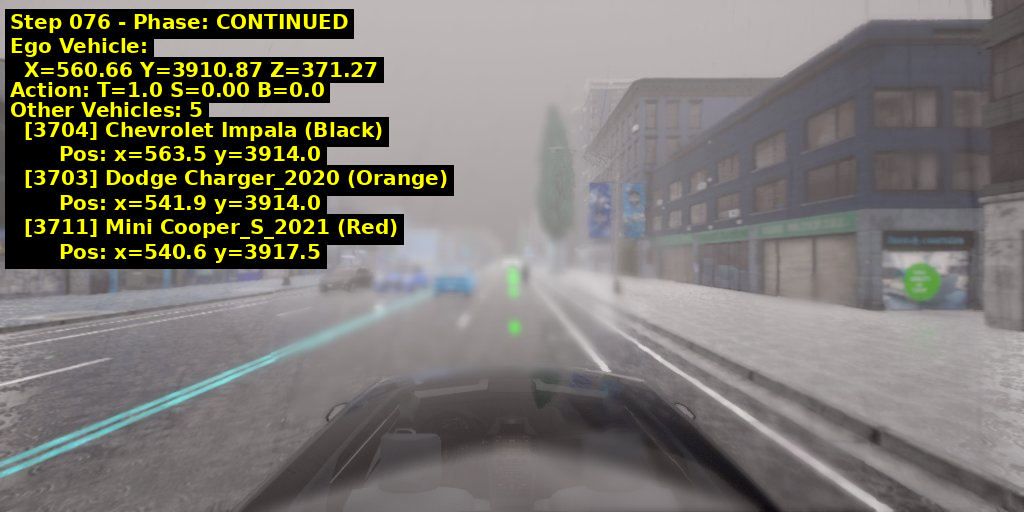 Step 076 - Phase: CONTINUED
Ego Vehicle:
X=560.66 Y=3910.87 Z=371.27
Action: T=1.0 S=0.00 B=0.0
Other Vehicles: 5
[3704] Chevrolet Impala (Black)
Pos: x=563.5 y=3914.0
[3703] Dodge Charger_2020 (Orange)
Pos: x=541.9 y=3914.0
[3711] Mini Cooper_S_2021 (Red)
Pos: x=540.6 y=3917.5